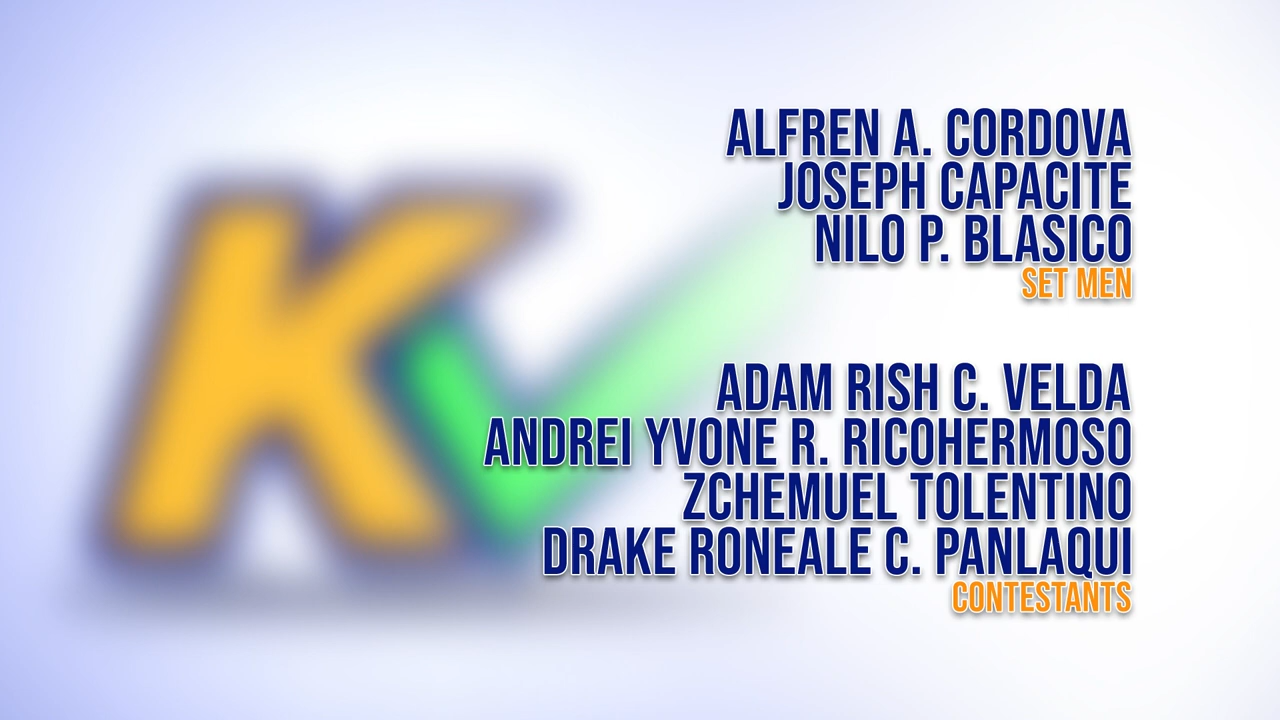 ALFREN A. CORDOVA
JOSEPH CAPACITE
NILO P. BLASICO
SET MEN
ADAM RISH C. VELDA
ANDREI YVONE R. RICOHERMOSO
ZCHEMUEL TOLENTINO
DRAKE RONEALE C. PANLAQUI
CONTESTANTS
K